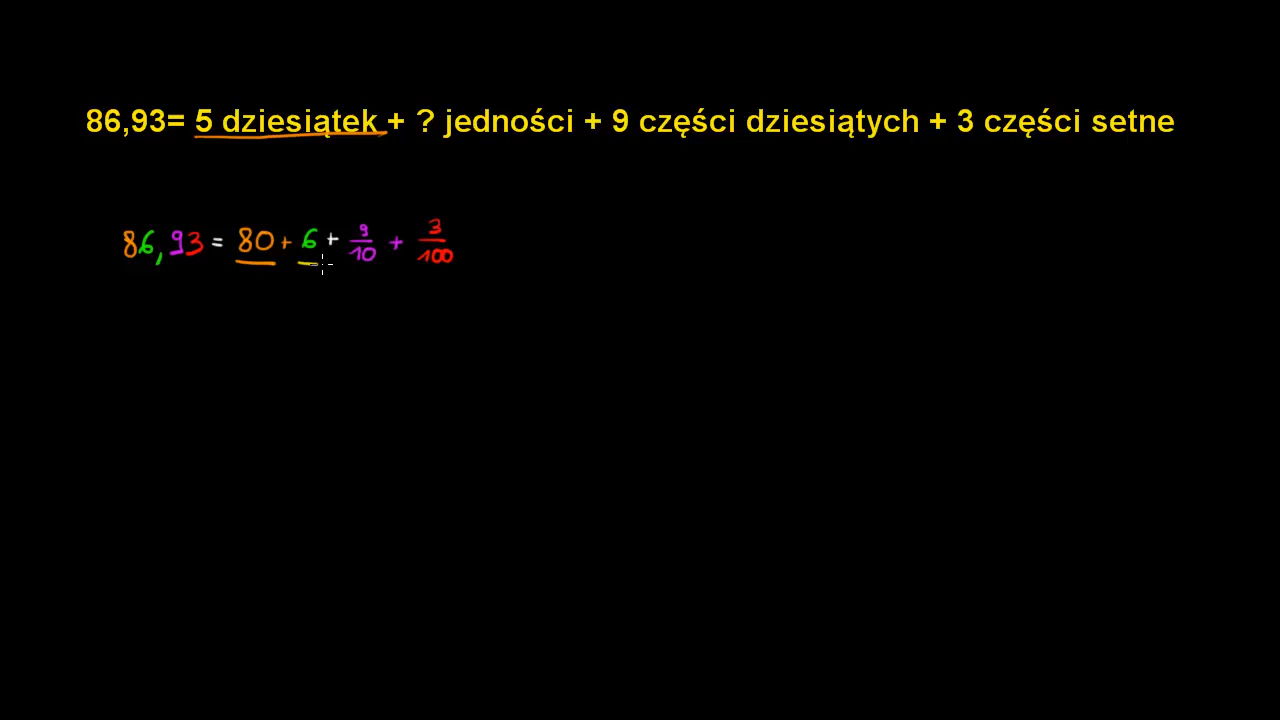 86,93= 5 dziesiątek + ? jedności + 9 części dziesiątych + 3 części setne
86,93 = 80 + 6 + 9/10 + 3/100